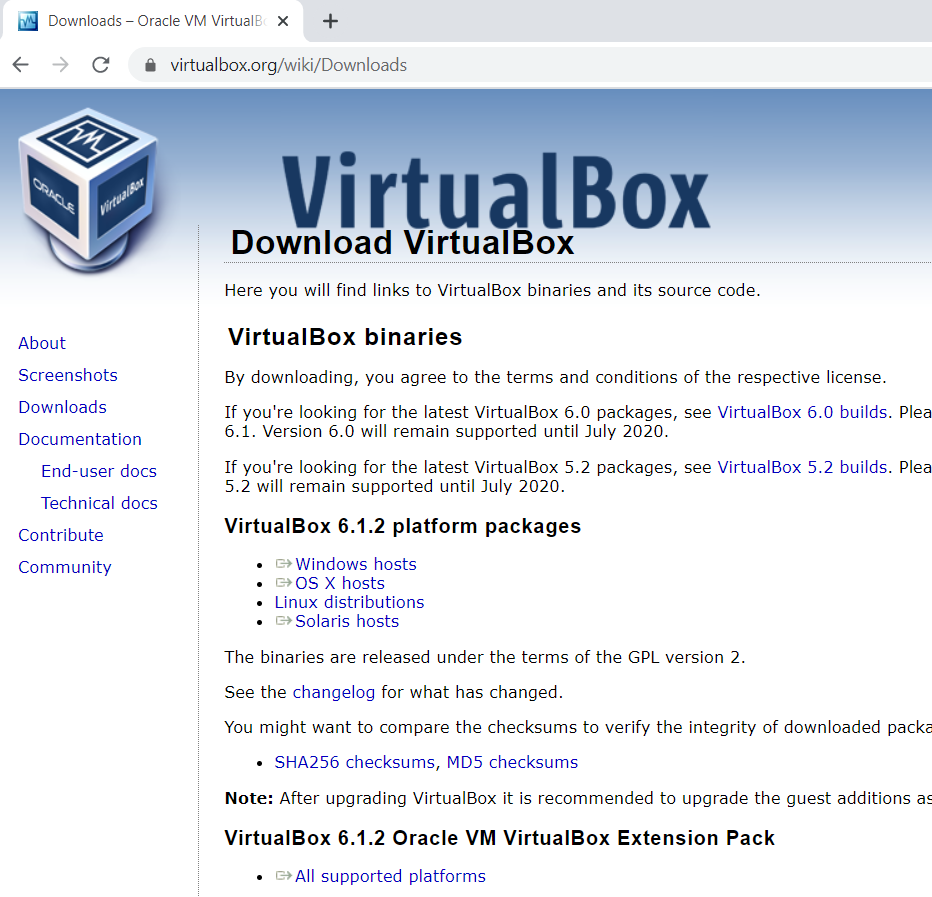 Downloads – Oracle VM VirtualB
virtualbox.org/wiki/Downloads
ORACLE
VirtualBox
VirtualBox
Download VirtualBox
Here you will find links to VirtualBox binaries and its source code.
About
Screenshots
Downloads
Documentation
End-user docs
Technical docs
Contribute
Community
VirtualBox binaries
By downloading, you agree to the terms and conditions of the respective license.
If you're looking for the latest VirtualBox 6.0 packages, see VirtualBox 6.0 builds. Plea
6.1. Version 6.0 will remain supported until July 2020.
If you're looking for the latest VirtualBox 5.2 packages, see VirtualBox 5.2 builds. Plea
5.2 will remain supported until July 2020.
VirtualBox 6.1.2 platform packages
Windows hosts
OS X hosts
Linux distributions
Solaris hosts
The binaries are released under the terms of the GPL version 2.
See the changelog for what has changed.
You might want to compare the checksums to verify the integrity of downloaded packa
SHA256 checksums, MD5 checksums
Note: After upgrading VirtualBox it is recommended to upgrade the guest additions as
VirtualBox 6.1.2 Oracle VM VirtualBox Extension Pack
All supported platforms